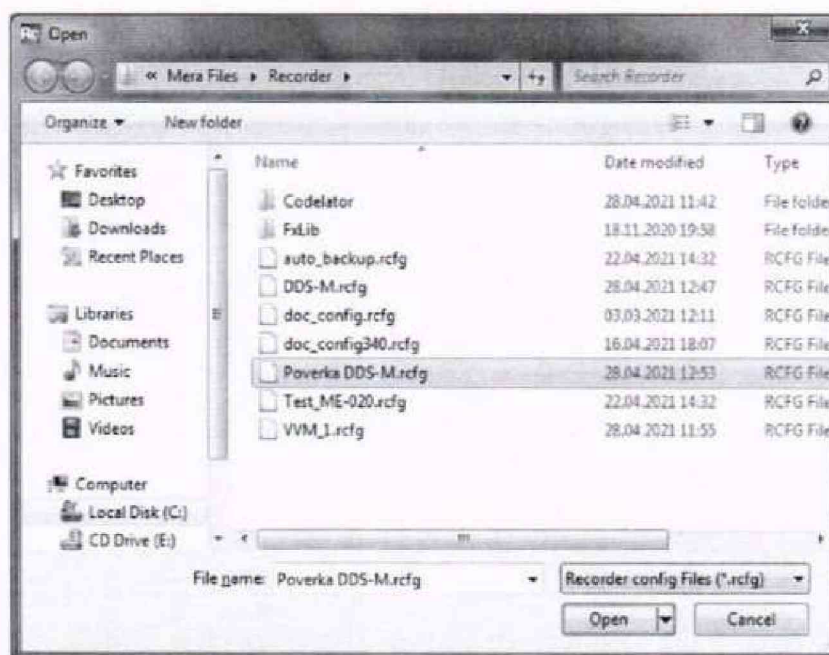 Open
« Mera Files ▸ Recorder ▸ Search Recorder
Organize ▾ New folder
Name Date modified Type
Favorites
Desktop
Downloads
Recent Places
Libraries
Documents
Music
Pictures
Videos
Computer
Local Disk (C:)
CD Drive (E:)
Codelator 28.04.2021 11:42 File folde
FxLib 18.11.2020 19:58 File folde
auto_backup.rcfg 22.04.2021 14:32 RCFG File
DDS-M.rcfg 28.04.2021 12:47 RCFG File
doc_config.rcfg 03.03.2021 12:11 RCFG File
doc_config340.rcfg 16.04.2021 18:07 RCFG File
Poverka DDS-M.rcfg 28.04.2021 12:53 RCFG File
Test_ME-020.rcfg 22.04.2021 14:32 RCFG File
VVM_1.rcfg 28.04.2021 11:55 RCFG File
File name: Poverka DDS-M.rcfg Recorder config Files (*.rcfg)
Open Cancel